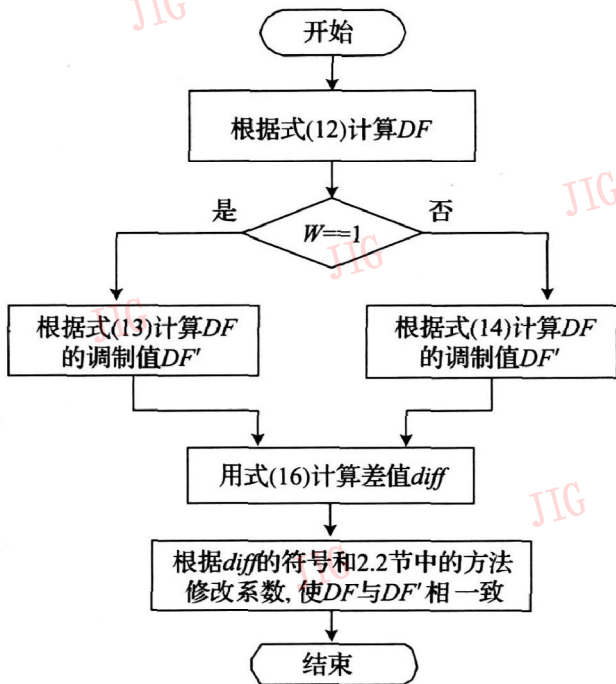 JIG
开始
根据式(12)计算DF
JIG
是
否
W==1
JIG
JIG
根据式(13)计算DF
的调制值DF'
根据式(14)计算DF
的调制值DF'
用式(16)计算差值diff
JIG
根据diff的符号和2.2节中的方法
修改系数, 使DF与DF'相一致
JIG
结束